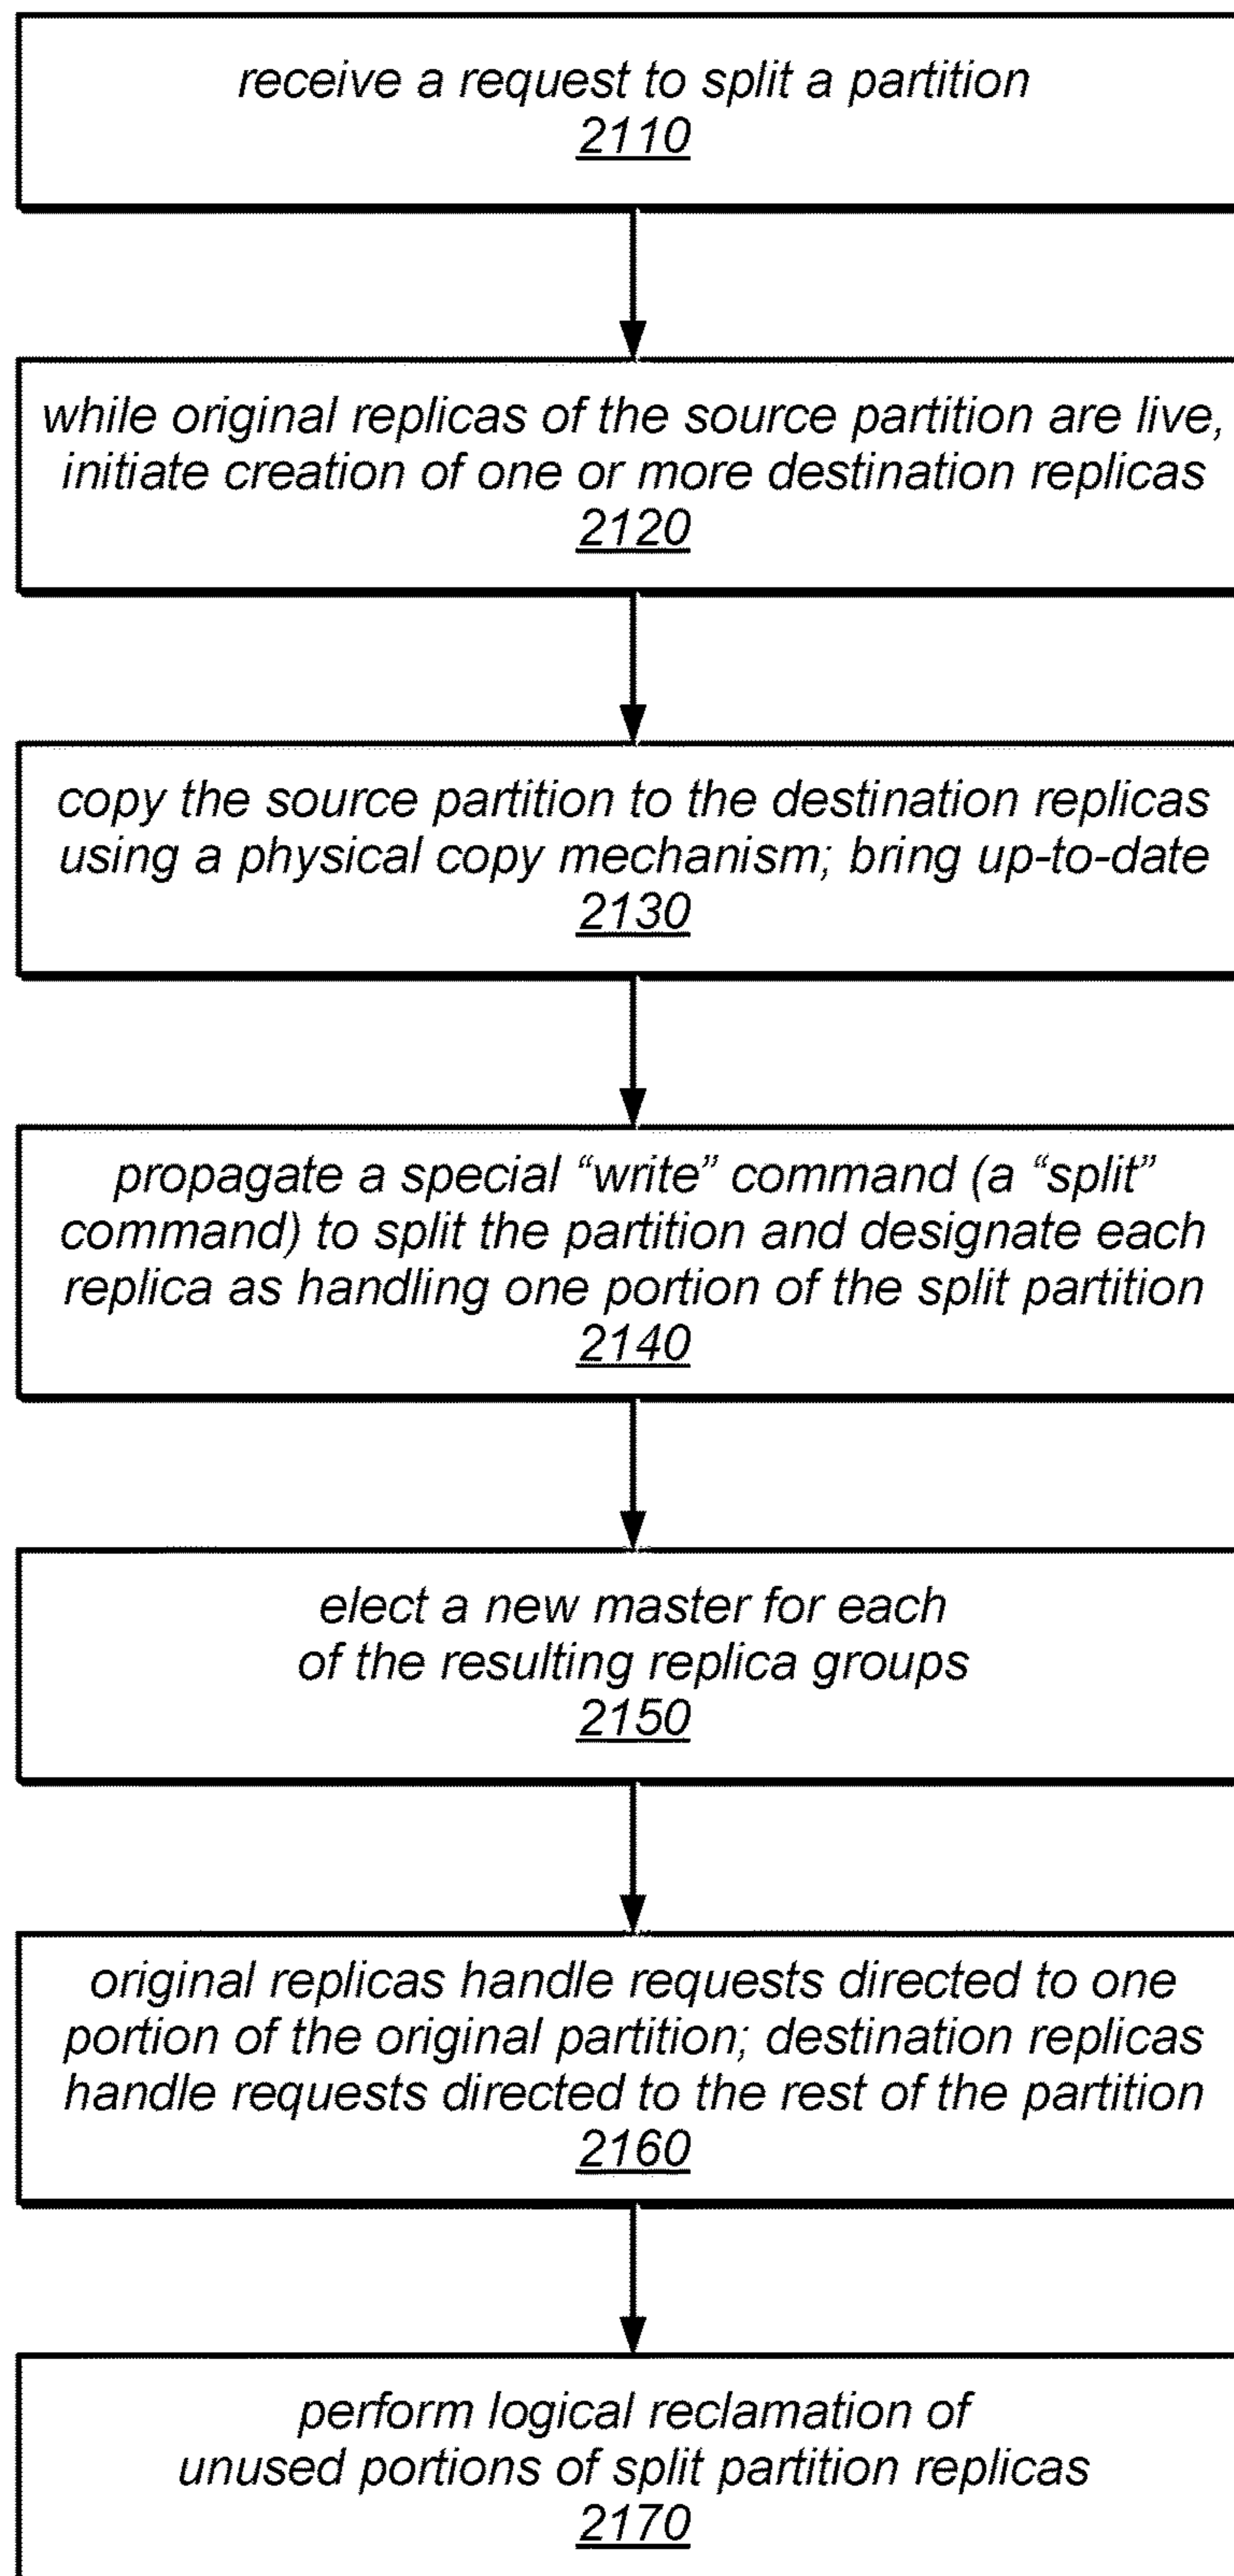 receive a request to split a partition
2110
while original replicas of the source partition are live,
initiate creation of one or more destination replicas
2120
copy the source partition to the destination replicas
using a physical copy mechanism; bring up-to-date
2130
propagate a special “write” command (a “split”
command) to split the partition and designate each
replica as handling one portion of the split partition
2140
elect a new master for each
of the resulting replica groups
2150
original replicas handle requests directed to one
portion of the original partition; destination replicas
handle requests directed to the rest of the partition
2160
perform logical reclamation of
unused portions of split partition replicas
2170